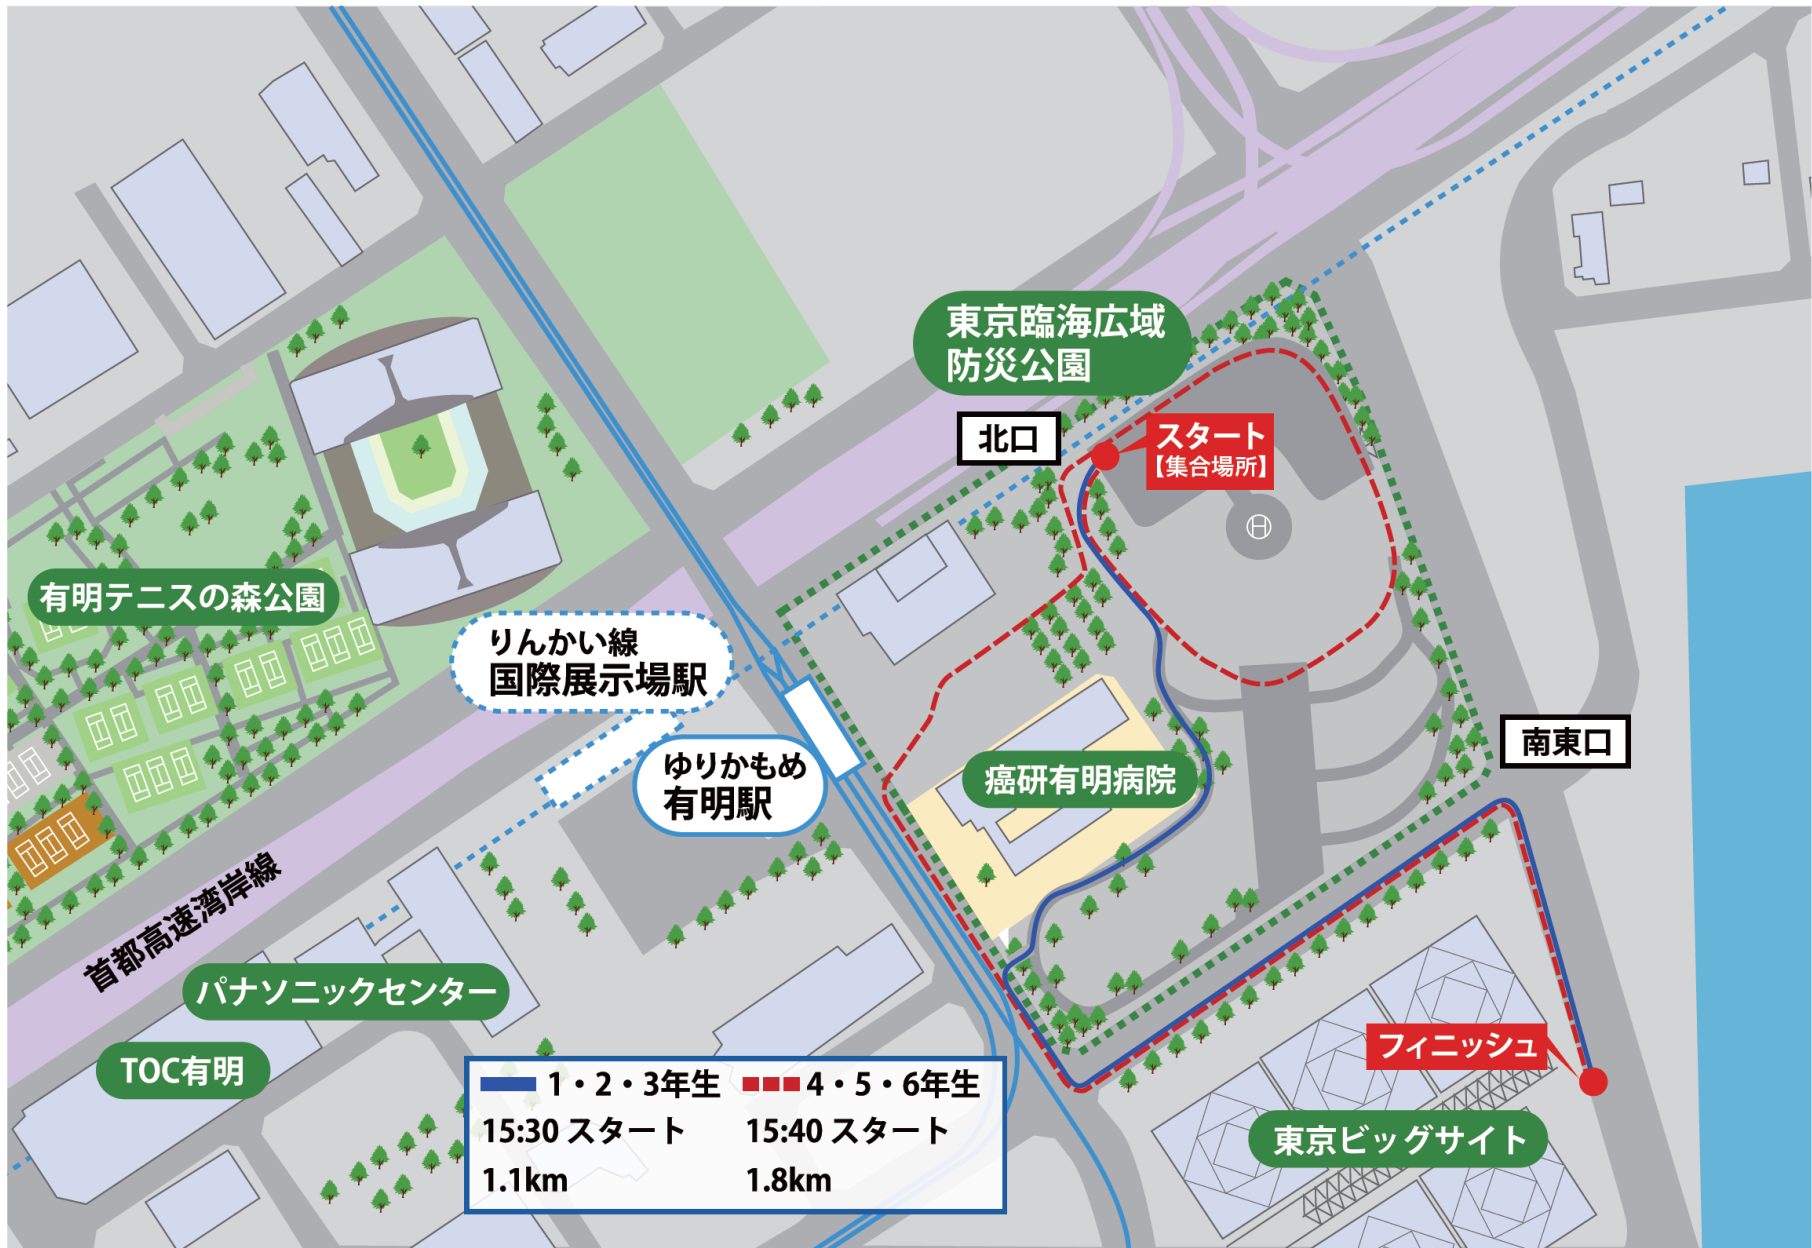 東京臨海広域
防災公園
北口
スタート
【集合場所】
有明テニスの森公園
りんかい線
国際展示場駅
ゆりかもめ
有明駅
南東口
癌研有明病院
首都高速湾岸線
パナソニックセンター
TOC有明
フィニッシュ
東京ビッグサイト
1・2・3年生
15:30 スタート
1.1km
4・5・6年生
15:40 スタート
1.8km
H